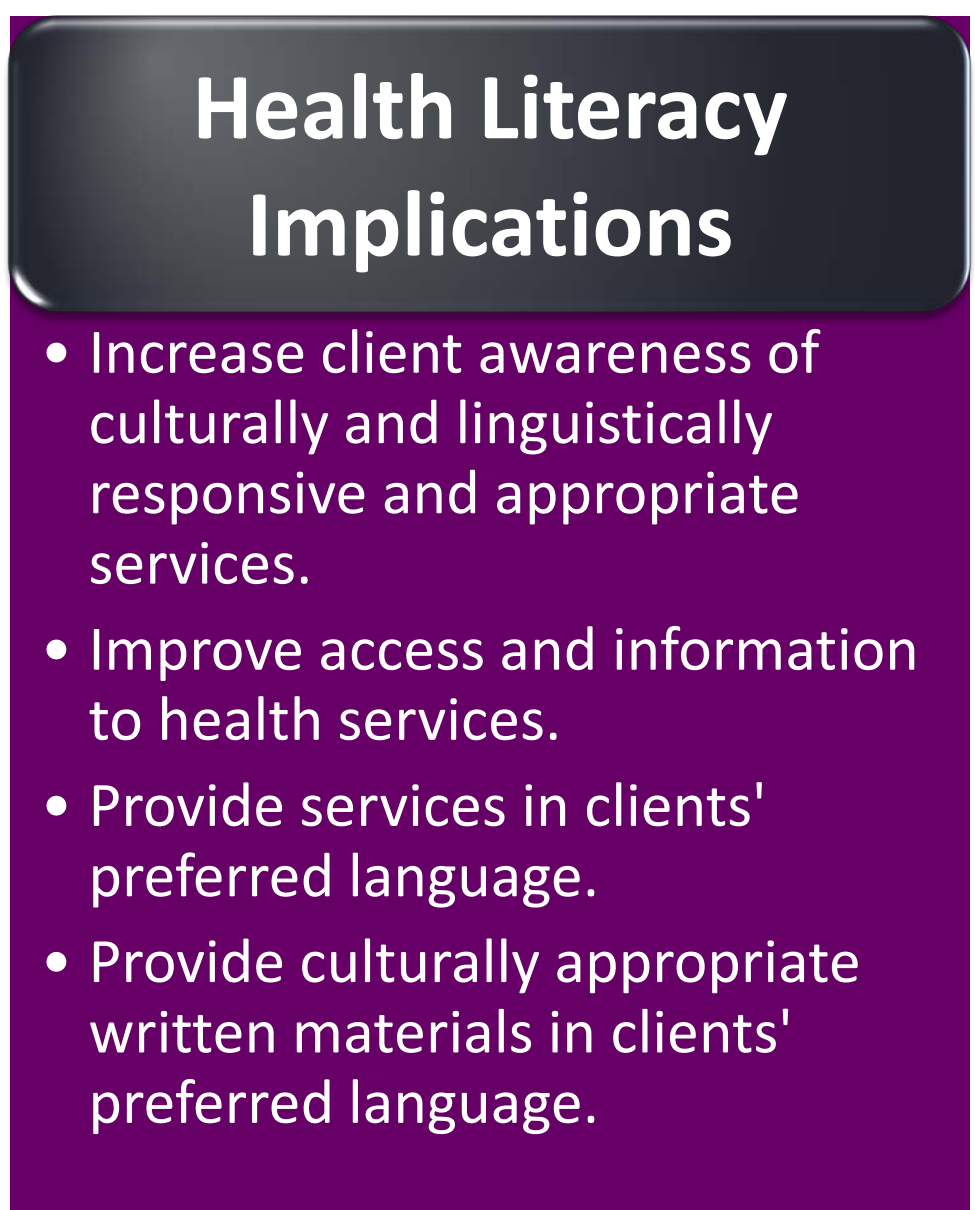 Health Literacy
Implications
• Increase client awareness of
culturally and linguistically
responsive and appropriate
services.
• Improve access and information
to health services.
• Provide services in clients'
preferred language.
• Provide culturally appropriate
written materials in clients'
preferred language.